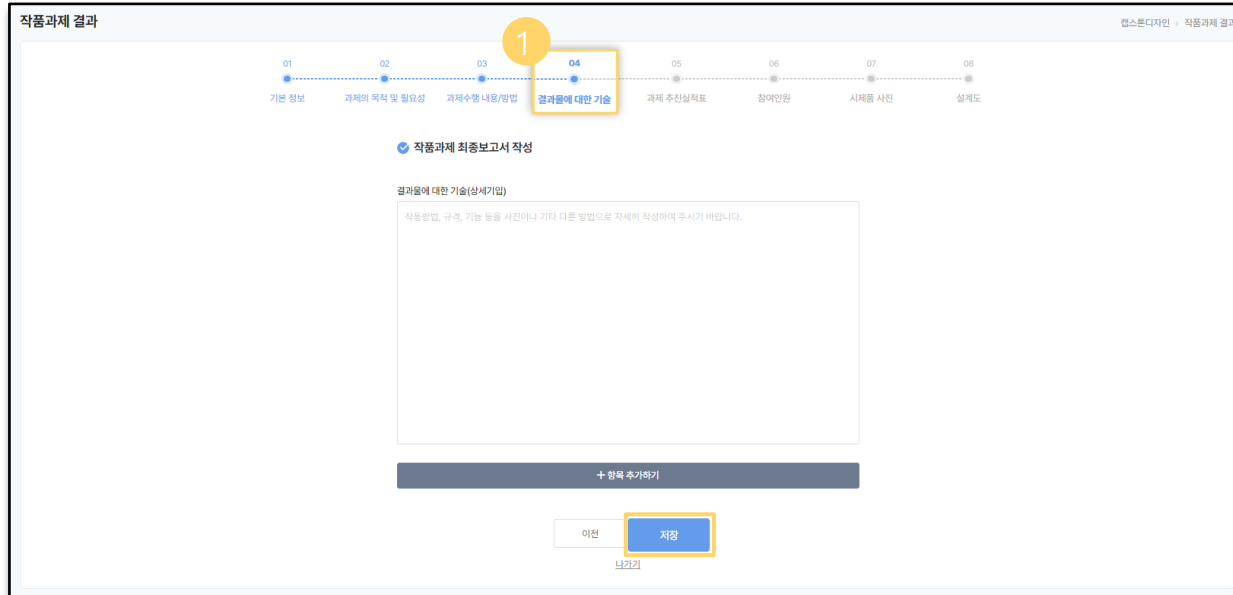 작품과제 결과
캡스톤디자인 > 작품과제 결과
1
01 02 03 04 05 06 07 08
기본 정보 과제의 목적 및 필요성 과제수행 내용/방법 결과물에 대한 기술 과제 추진실적표 참여인원 시제품 사진 설계도
작품과제 최종보고서 작성
결과물에 대한 기술(상세기입)
작동방법, 규격, 기능 등을 사진이나 기타 다른 방법으로 자세히 작성하여 주시기 바랍니다.
+ 항목 추가하기
이전 저장
나가기